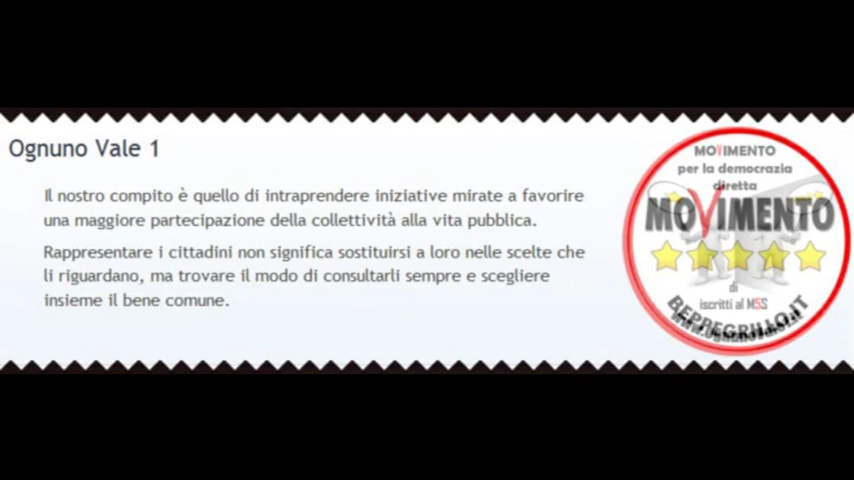 Ognuno Vale 1
Il nostro compito è quello di intraprendere iniziative mirate a favorire
una maggiore partecipazione della collettività alla vita pubblica.
Rappresentare i cittadini non significa sostituirsi a loro nelle scelte che
li riguardano, ma trovare il modo di consultarli sempre e scegliere
insieme il bene comune.
MOVIMENTO
per la democrazia
diretta
MOVIMENTO
di
iscritti al M5S
BEPPEGRILLO.IT